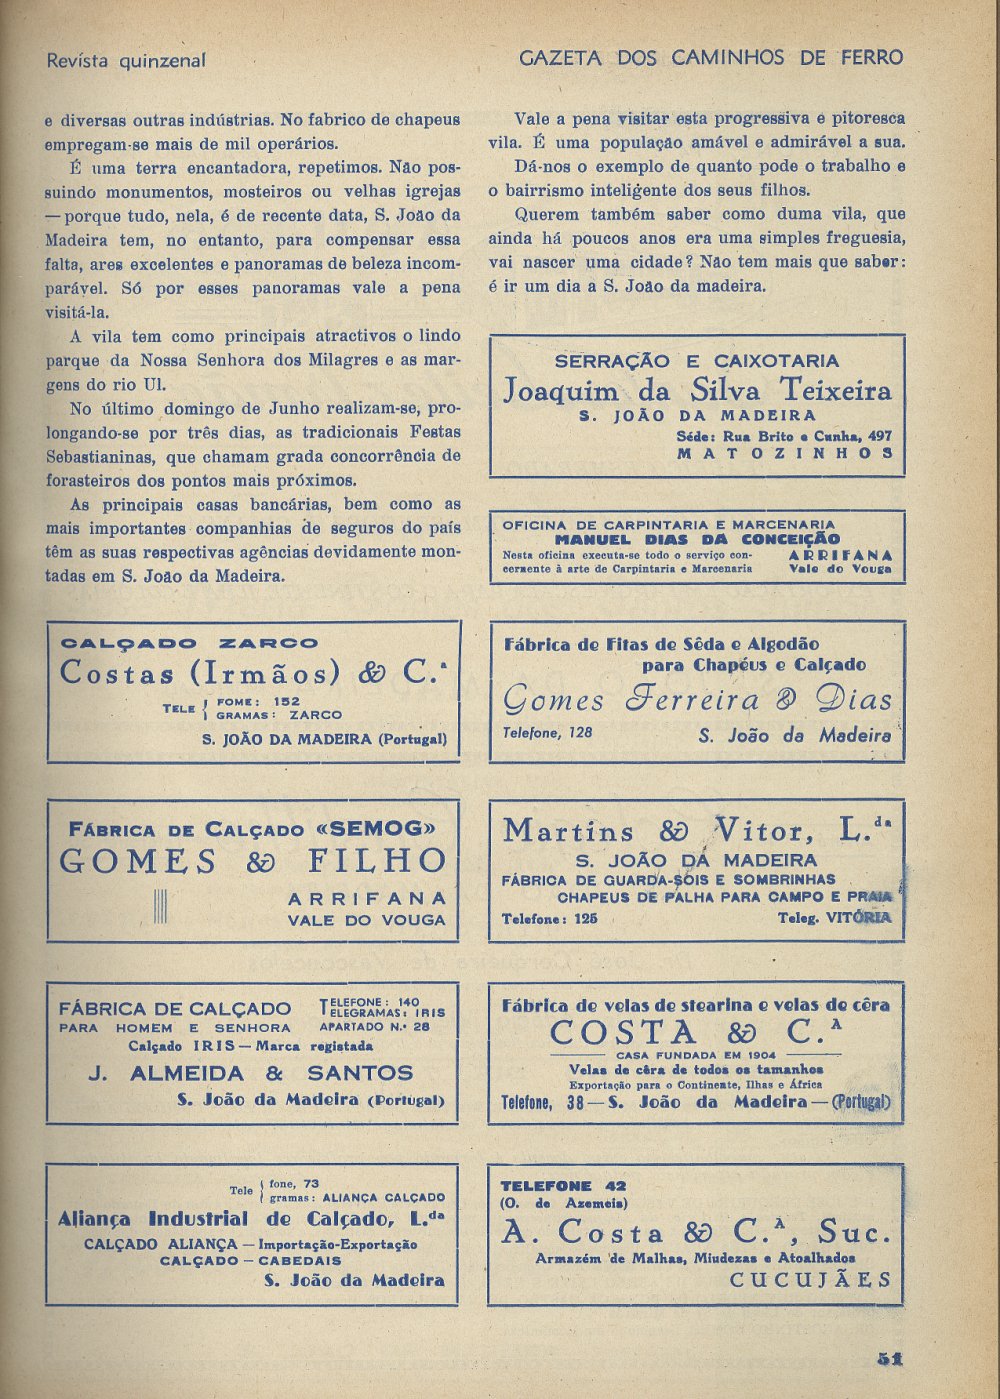 Revista quinzenal
GAZETA DOS CAMINHOS DE FERRO
e diversas outras indústrias. No fabrico de chapeus
empregam-se mais de mil operários.
É uma terra encantadora, repetimos. Não pos-
suindo monumentos, mosteiros ou velhas igrejas
— porque tudo, nela, é de recente data, S. João da
Madeira tem, no entanto, para compensar essa
falta, ares excelentes e panoramas de beleza incom-
parável. Só por esses panoramas vale a pena
visitá-la.
A vila tem como principais atractivos o lindo
parque da Nossa Senhora dos Milagres e as mar-
gens do rio Ul.
No último domingo de Junho realizam-se, pro-
longando-se por três dias, as tradicionais Festas
Sebastianinas, que chamam grada concorrência de
forasteiros dos pontos mais próximos.
As principais casas bancárias, bem como as
mais importantes companhias de seguros do país
têm as suas respectivas agências devidamente mon-
tadas em S. João da Madeira.
Vale a pena visitar esta progressiva e pitoresca
vila. É uma população amável e admirável a sua.
Dá-nos o exemplo de quanto pode o trabalho e
o bairrismo inteligente dos seus filhos.
Querem também saber como duma vila, que
ainda há poucos anos era uma simples freguesia,
vai nascer uma cidade? Não tem mais que saber:
é ir um dia a S. João da madeira.
SERRAÇÃO E CAIXOTARIA
Joaquim da Silva Teixeira
S. JOÃO DA MADEIRA
Séde: Rua Brito e Cunha, 497
MATOZINHOS
OFICINA DE CARPINTARIA E MARCENARIA
MANUEL DIAS DA CONCEIÇÃO
Nesta oficina executa-se todo o serviço con- ARRIFANA
cernente à arte de Carpintaria e Marcenaria Vale do Vouga
CALÇADO ZARCO
Costas (Irmãos) & C.ª
TELE { FOME: 152
GRAMAS: ZARCO
S. JOÃO DA MADEIRA (Portugal)
Fábrica de Fitas de Sêda e Algodão
para Chapéus e Calçado
Gomes Ferreira & Dias
Telefone, 128 S. João da Madeira
FÁBRICA DE CALÇADO «SEMOG»
GOMES & FILHO
ARRIFANA
VALE DO VOUGA
Martins & Vitor, L.da
S. JOÃO DA MADEIRA
FÁBRICA DE GUARDA-SÓIS E SOMBRINHAS
CHAPEUS DE PALHA PARA CAMPO E PRAIA
Telefone: 125 Teleg. VITÓRIA
FÁBRICA DE CALÇADO TELEFONE: 140
TELEGRAMAS: IRIS
PARA HOMEM E SENHORA APARTADO N.º 28
Calçado IRIS — Marca registada
J. ALMEIDA & SANTOS
S. João da Madeira (Portugal)
Fábrica de velas de stearina e velas de cêra
COSTA & C.A
CASA FUNDADA EM 1904
Velas de cêra de todos os tamanhos
Exportação para o Continente, Ilhas e África
Telefone, 38 — S. João da Madeira — (Portugal)
Tele { fone, 73
gramas: ALIANÇA CALÇADO
Aliança Industrial de Calçado, L.da
CALÇADO ALIANÇA — Importação-Exportação
CALÇADO — CABEDAIS
S. João da Madeira
TELEFONE 42
(O. de Azemeis)
A. Costa & C.A, Suc.
Armazém de Malhas, Miudezas e Atoalhados
CUCUJÃES
51